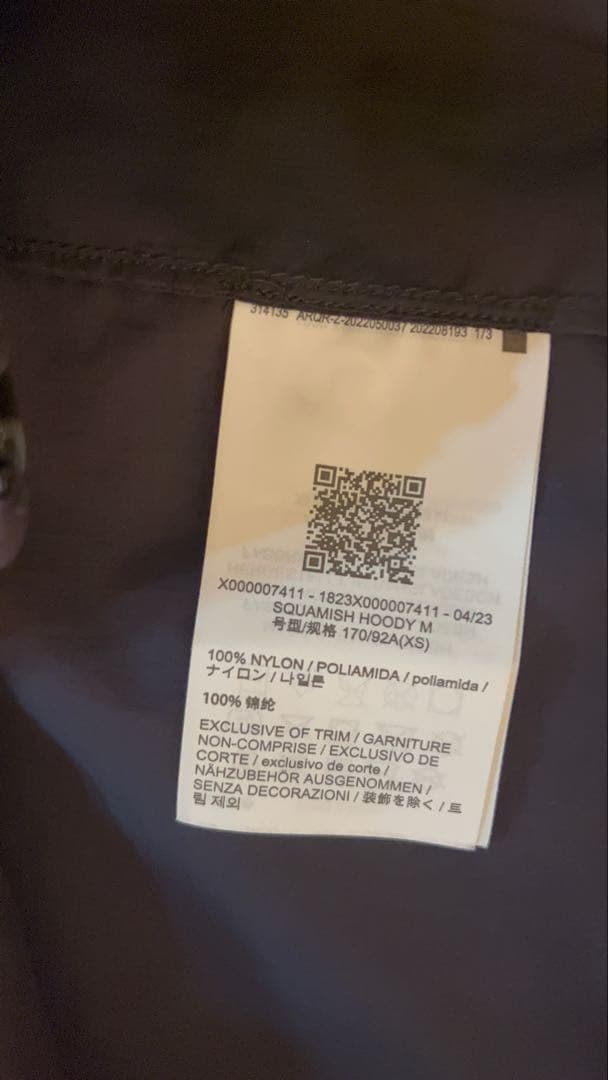 314135 ARQR-Z-2022050037 202208193 1/3
X000007411 - 1823X000007411 - 04/23
SQUAMISH HOODY M
号型/规格 170/92A(XS)
100% NYLON / POLIAMIDA / poliamida /
ナイロン / 나일론
100% 锦纶
EXCLUSIVE OF TRIM / GARNITURE
NON-COMPRISE / EXCLUSIVO DE
CORTE / exclusivo de corte /
NÄHZUBEHÖR AUSGENOMMEN /
SENZA DECORAZIONI / 装飾を除く / 트
림 제외